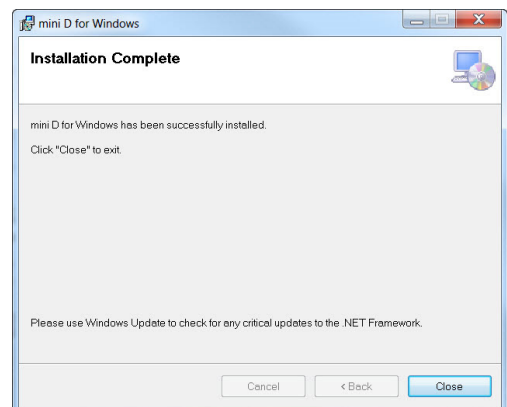 mini D for Windows
Installation Complete
mini D for Windows has been successfully installed.
Click "Close" to exit.
Please use Windows Update to check for any critical updates to the .NET Framework.
Cancel
< Back
Close